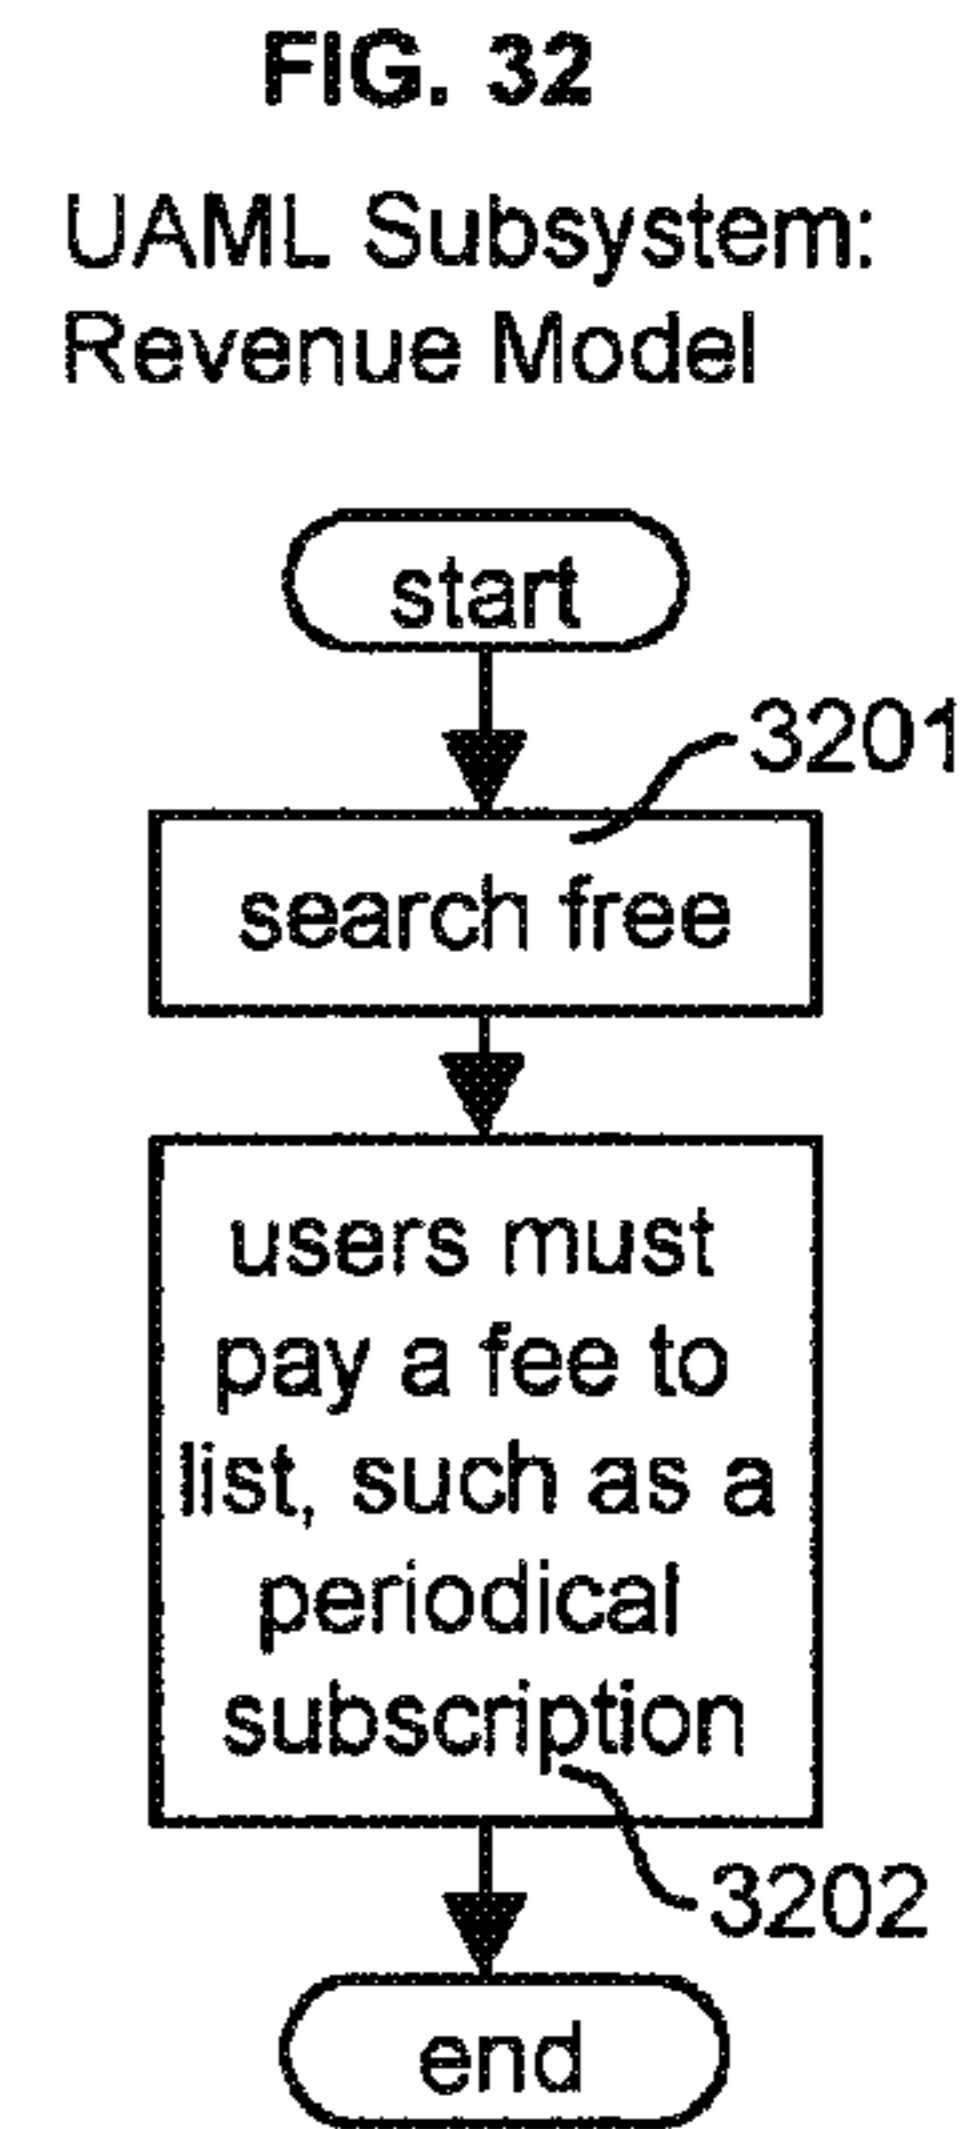 FIG. 32
UAML Subsystem:
Revenue Model
start
3201
search free
users must
pay a fee to
list, such as a
periodical
subscription
3202
end